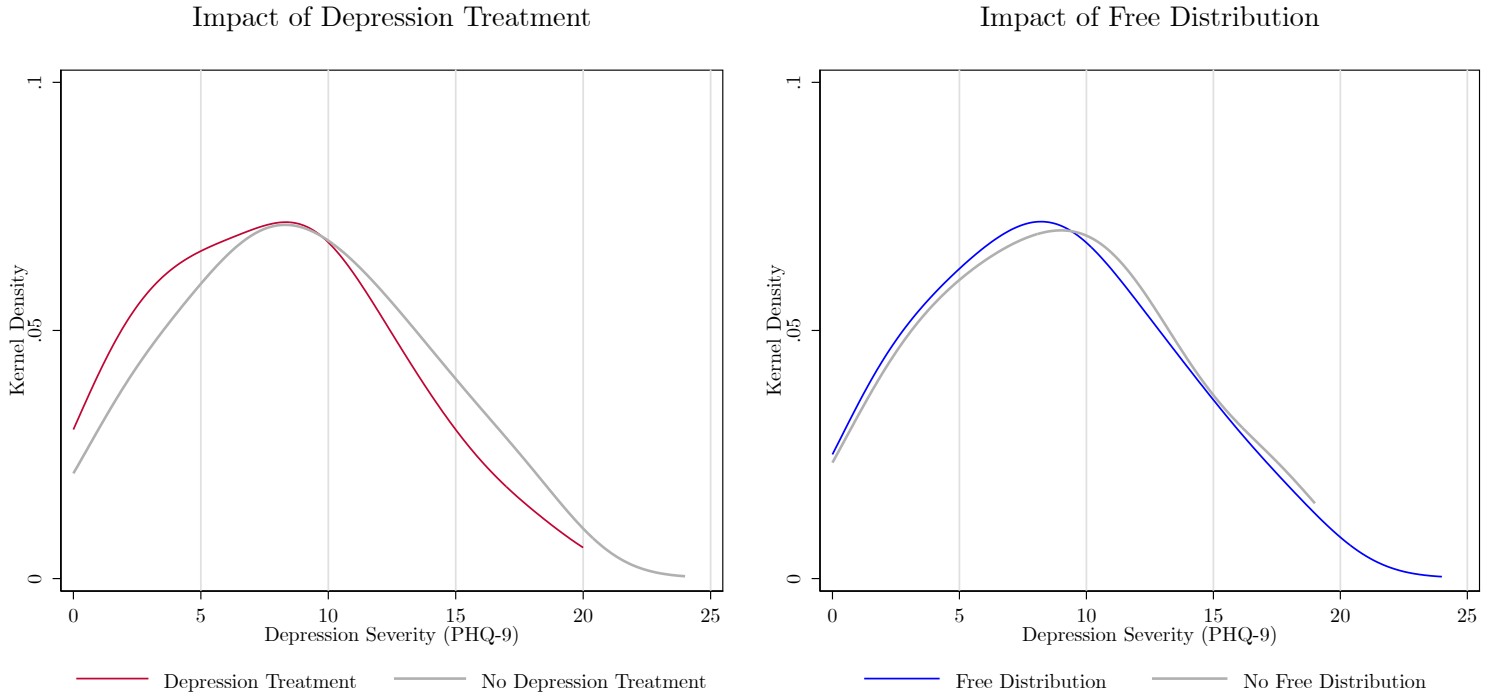 Impact of Depression Treatment
.1
.05
0
Kernel Density
0 5 10 15 20 25
Depression Severity (PHQ-9)
Depression Treatment No Depression Treatment
Impact of Free Distribution
.1
.05
0
Kernel Density
0 5 10 15 20 25
Depression Severity (PHQ-9)
Free Distribution No Free Distribution